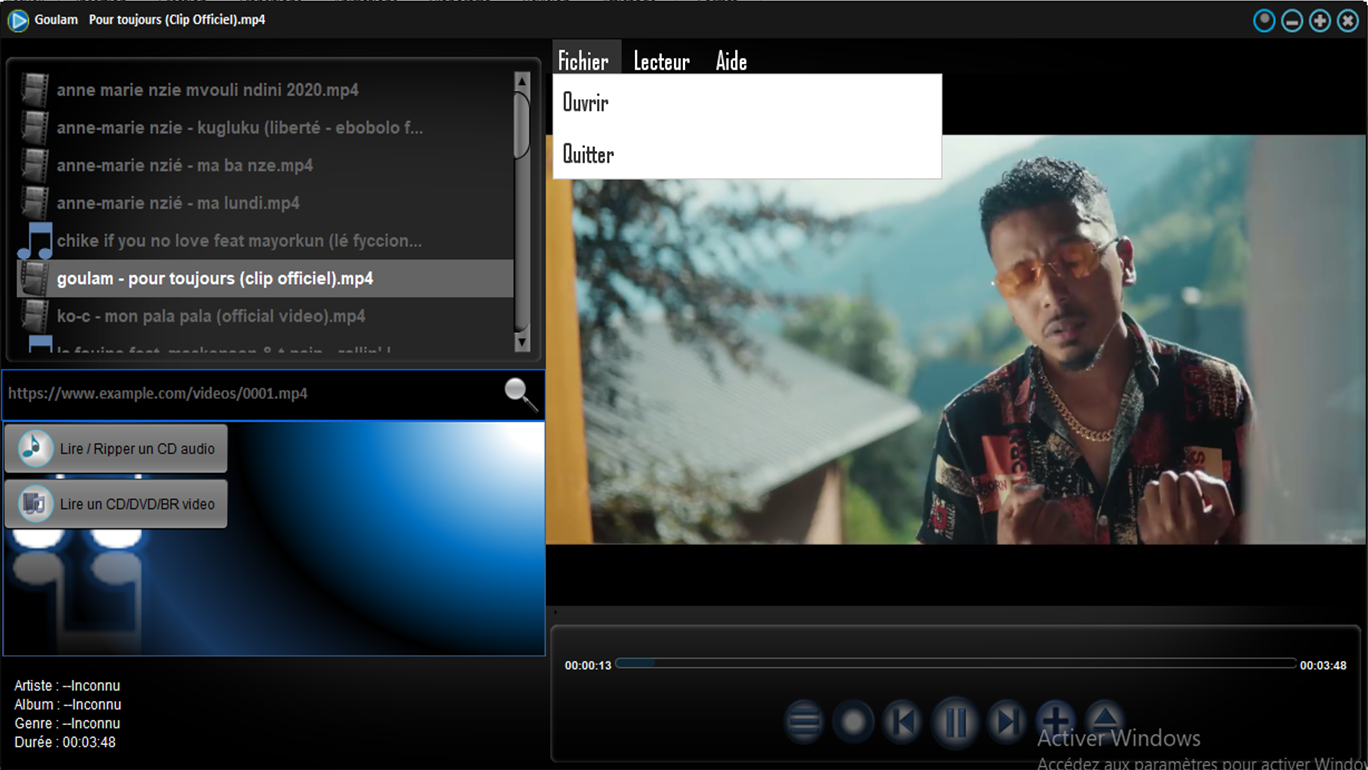 Goulam Pour toujours (Clip Officiel).mp4
Fichier Lecteur Aide
Ouvrir
Quitter
anne marie nzie mvouli ndini 2020.mp4
anne-marie nzie - kugluku (liberté - ebobolo f...
anne-marie nzié - ma ba nze.mp4
anne-marie nzié - ma lundi.mp4
chike if you no love feat mayorkun (lé fyccion...
goulam - pour toujours (clip officiel).mp4
ko-c - mon pala pala (official video).mp4
https://www.example.com/videos/0001.mp4
Lire / Ripper un CD audio
Lire un CD/DVD/BR video
Artiste : --Inconnu
Album : --Inconnu
Genre : --Inconnu
Durée : 00:03:48
00:00:13
00:03:48
Activer Windows
Accédez aux paramètres pour activer